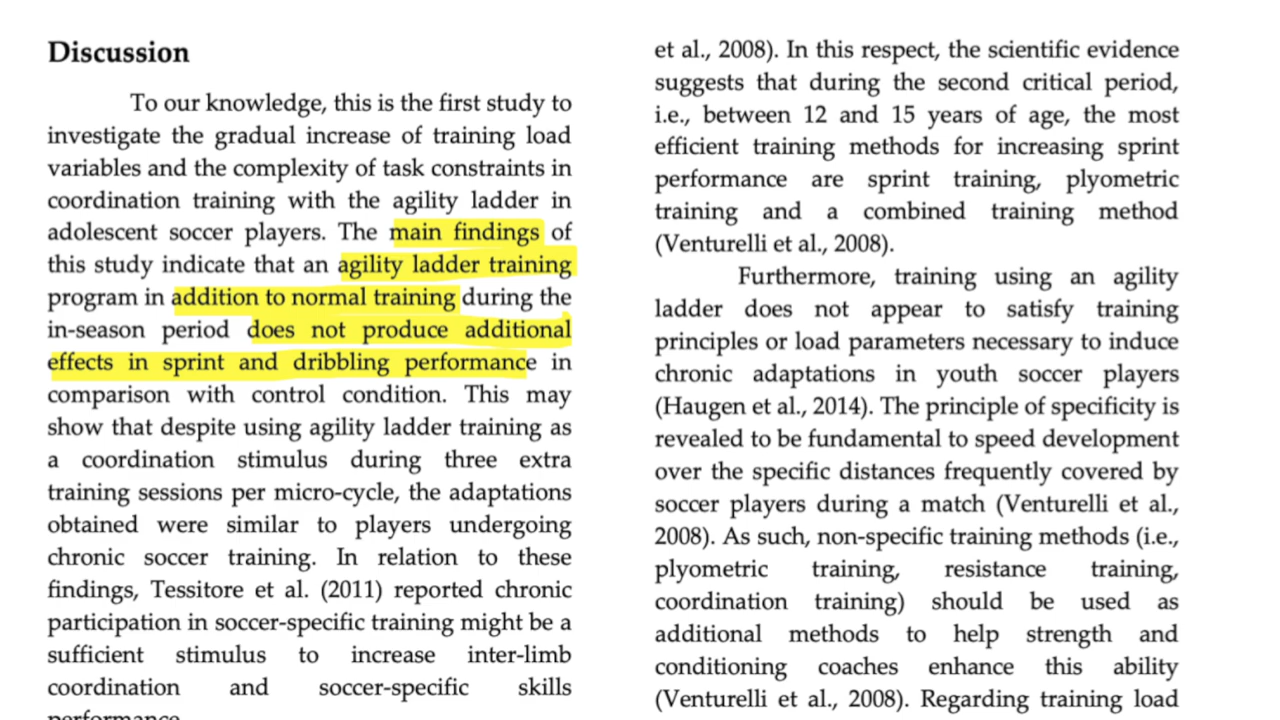 Discussion
To our knowledge, this is the first study to
investigate the gradual increase of training load
variables and the complexity of task constraints in
coordination training with the agility ladder in
adolescent soccer players. The main findings of
this study indicate that an agility ladder training
program in addition to normal training during the
in-season period does not produce additional
effects in sprint and dribbling performance in
comparison with control condition. This may
show that despite using agility ladder training as
a coordination stimulus during three extra
training sessions per micro-cycle, the adaptations
obtained were similar to players undergoing
chronic soccer training. In relation to these
findings, Tessitore et al. (2011) reported chronic
participation in soccer-specific training might be a
sufficient stimulus to increase inter-limb
coordination and soccer-specific skills
performance
et al., 2008). In this respect, the scientific evidence
suggests that during the second critical period,
i.e., between 12 and 15 years of age, the most
efficient training methods for increasing sprint
performance are sprint training, plyometric
training and a combined training method
(Venturelli et al., 2008).
Furthermore, training using an agility
ladder does not appear to satisfy training
principles or load parameters necessary to induce
chronic adaptations in youth soccer players
(Haugen et al., 2014). The principle of specificity is
revealed to be fundamental to speed development
over the specific distances frequently covered by
soccer players during a match (Venturelli et al.,
2008). As such, non-specific training methods (i.e.,
plyometric training, resistance training,
coordination training) should be used as
additional methods to help strength and
conditioning coaches enhance this ability
(Venturelli et al., 2008). Regarding training load